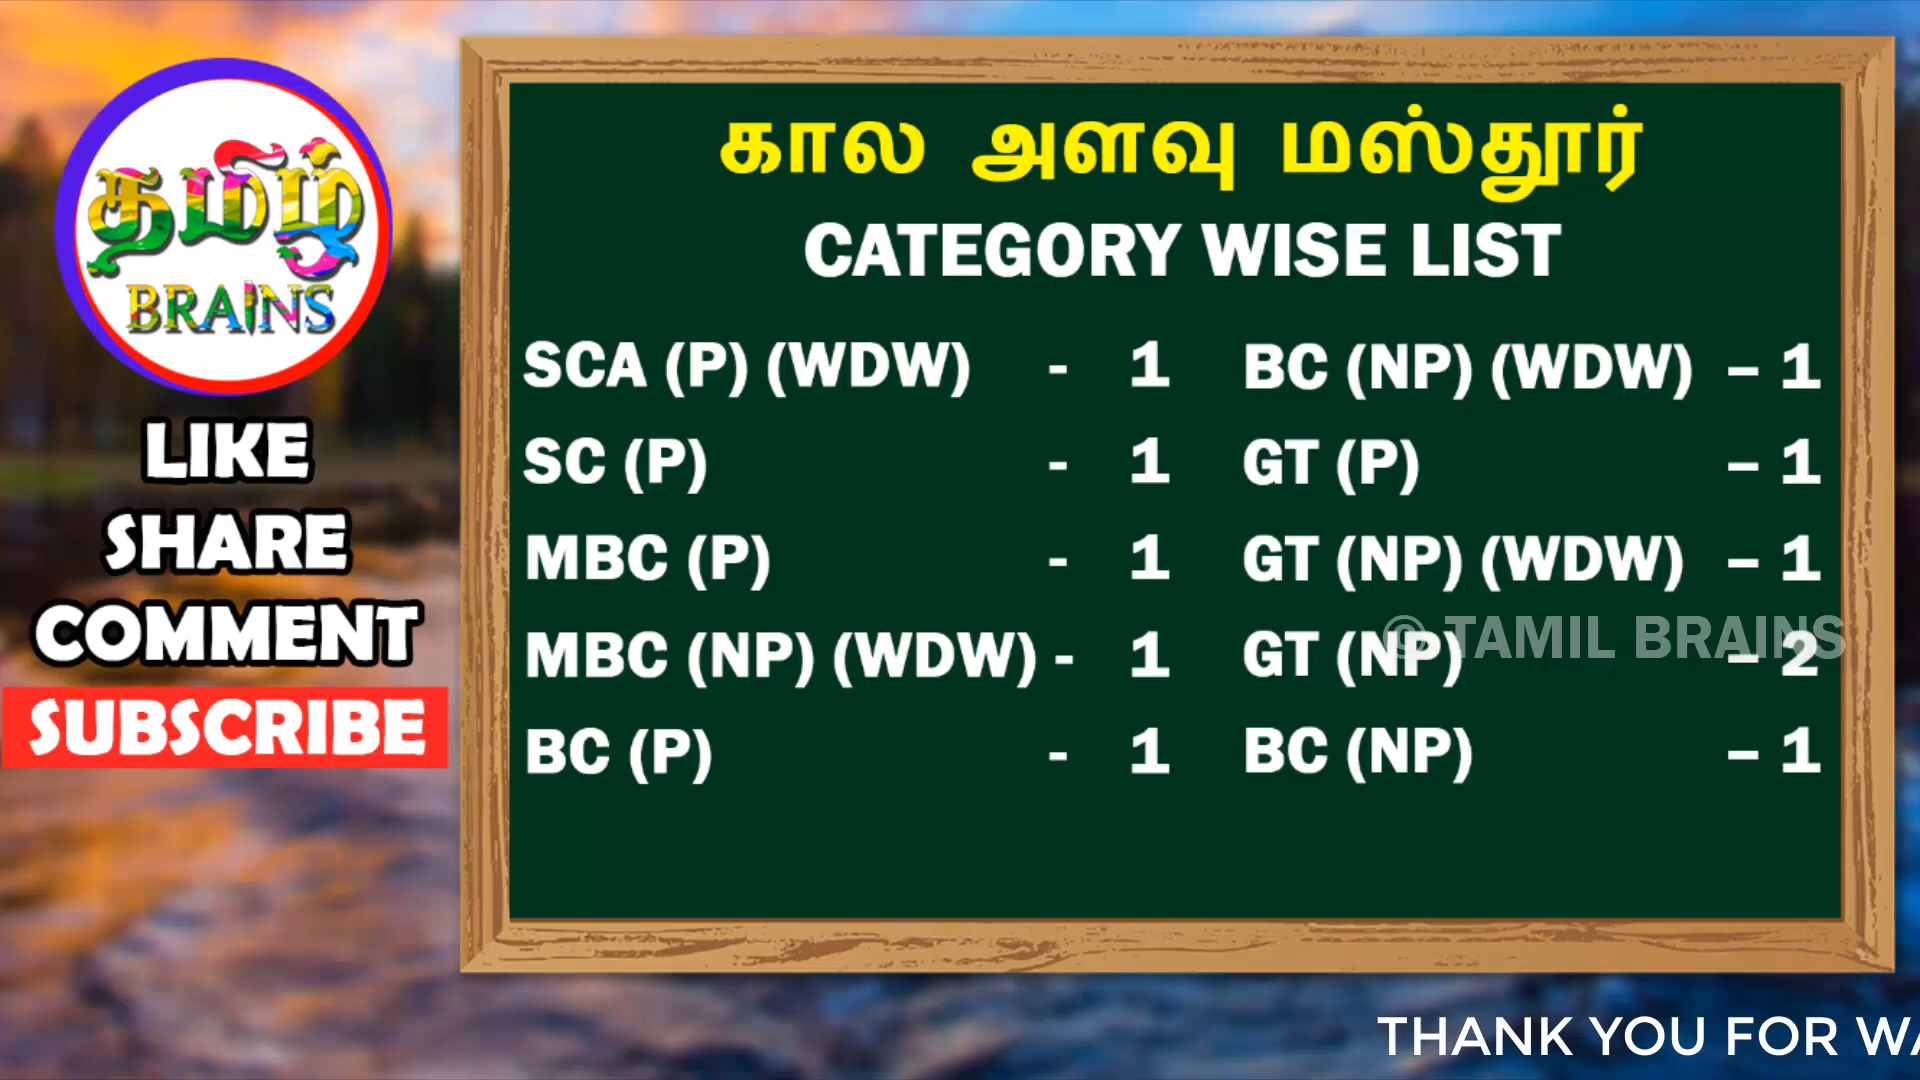 தமிழ்
BRAINS
LIKE
SHARE
COMMENT
SUBSCRIBE
கால அளவு மஸ்தூர்
CATEGORY WISE LIST
SCA (P) (WDW) - 1
SC (P) - 1
MBC (P) - 1
MBC (NP) (WDW) - 1
BC (P) - 1
BC (NP) (WDW) – 1
GT (P) – 1
GT (NP) (WDW) – 1
GT (NP) – 2
BC (NP) – 1
© TAMIL BRAINS
THANK YOU FOR WA